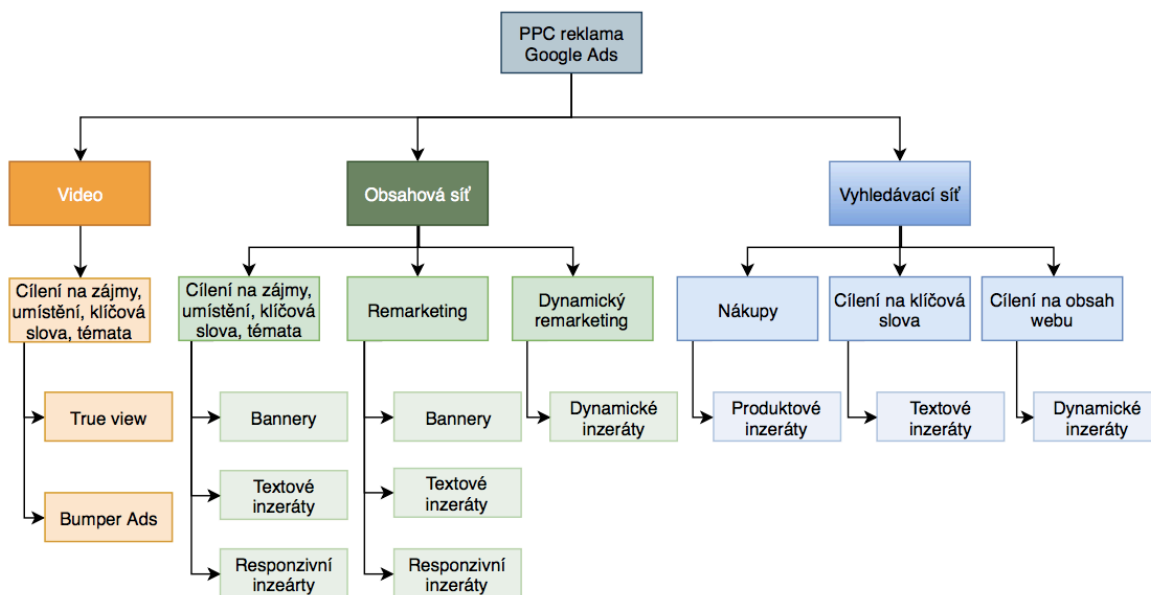 PPC reklama
Google Ads
Video
Obsahová síť
Vyhledávací síť
Cílení na zájmy,
umístění, klíčová
slova, témata
Cílení na zájmy,
umístění, klíčová
slova, témata
Remarketing
Dynamický
remarketing
Nákupy
Cílení na klíčová
slova
Cílení na obsah
webu
True view
Bannery
Bannery
Dynamické
inzeráty
Produktové
inzeráty
Textové
inzeráty
Dynamické
inzeráty
Bumper Ads
Textové
inzeráty
Textové
inzeráty
Responzivní
inzeárty
Responzivní
inzeráty